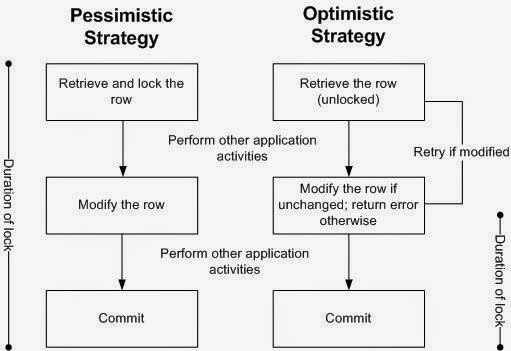 Pessimistic
Strategy
Optimistic
Strategy
Retrieve and lock the
row
Retrieve the row
(unlocked)
Perform other application
activities
Retry if modified
Duration of lock
Modify the row
Modify the row if
unchanged; return error
otherwise
Perform other application
activities
Duration of lock
Commit
Commit